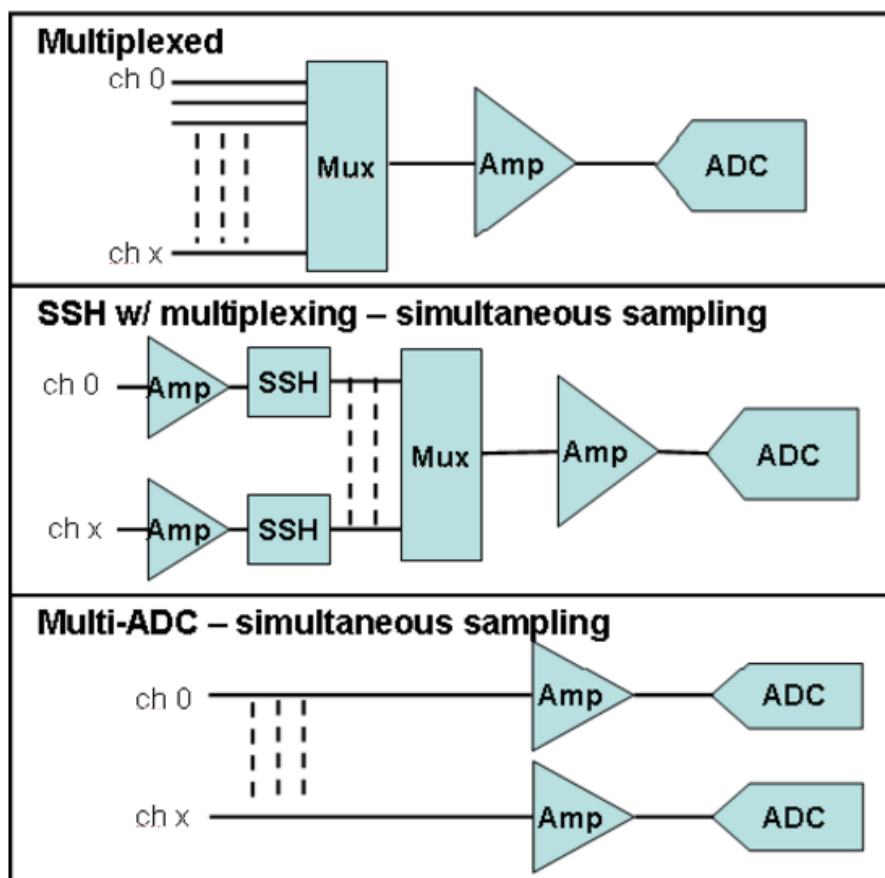 Multiplexed
ch 0
Mux
Amp
ADC
ch x
SSH w/ multiplexing – simultaneous sampling
ch 0
Amp
SSH
Mux
Amp
ADC
ch x
Amp
SSH
Multi-ADC – simultaneous sampling
ch 0
Amp
ADC
ch x
Amp
ADC